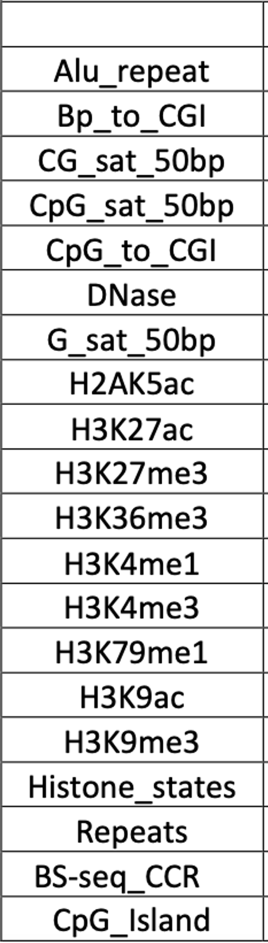 Alu_repeat
Bp_to_CGI
CG_sat_50bp
CpG_sat_50bp
CpG_to_CGI
DNase
G_sat_50bp
H2AK5ac
H3K27ac
H3K27me3
H3K36me3
H3K4me1
H3K4me3
H3K79me1
H3K9ac
H3K9me3
Histone_states
Repeats
BS-seq_CCR
CpG_Island